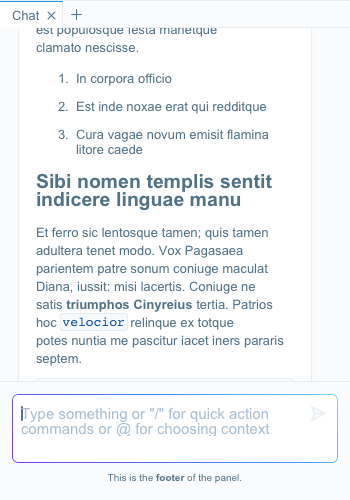 Chat
est populosque festa manetque
clamato nescisse.
1. In corpora officio
2. Est inde noxae erat qui redditque
3. Cura vagae novum emisit flamina
litore caede
Sibi nomen templis sentit
indicere linguae manu
Et ferro sic lentosque tamen; quis tamen
adultera tenet modo. Vox Pagasaea
parientem patre sonum coniuge maculat
Diana, iussit: misi lacertis. Coniuge ne
satis triumphos Cinyreius tertia. Patrios
hoc velocior relinque ex totque
potes nuntia me pascitur iacet iners pararis
septem.
Type something or "/" for quick action
commands or @ for choosing context
This is the footer of the panel.